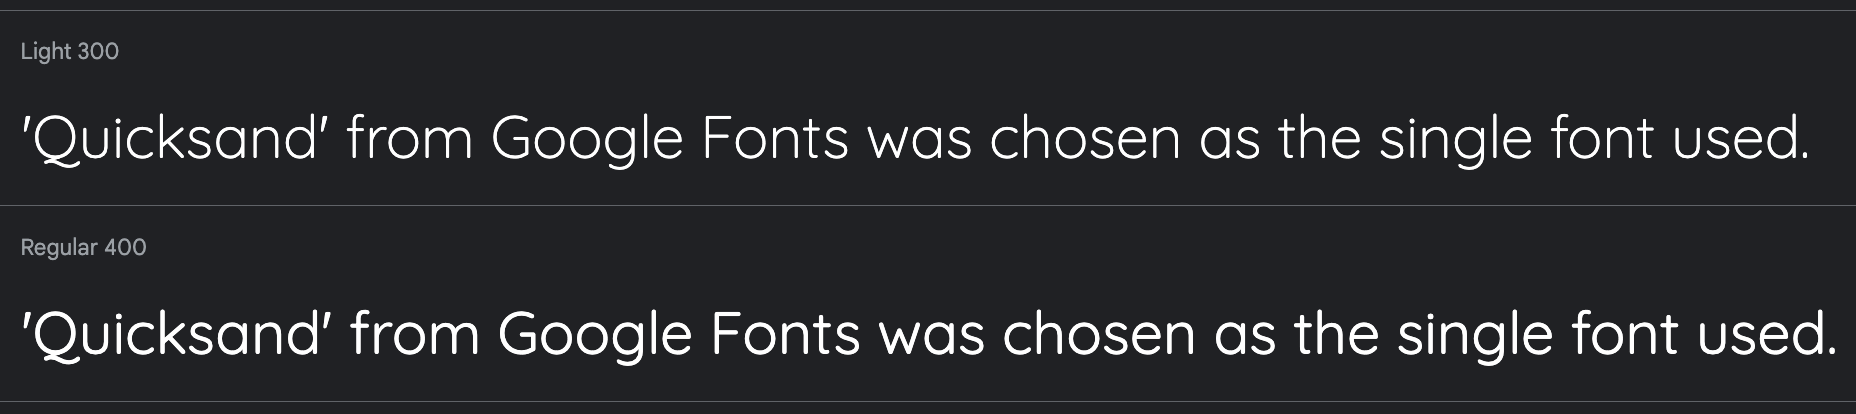 Light 300
'Quicksand' from Google Fonts was chosen as the single font used.
Regular 400
'Quicksand' from Google Fonts was chosen as the single font used.